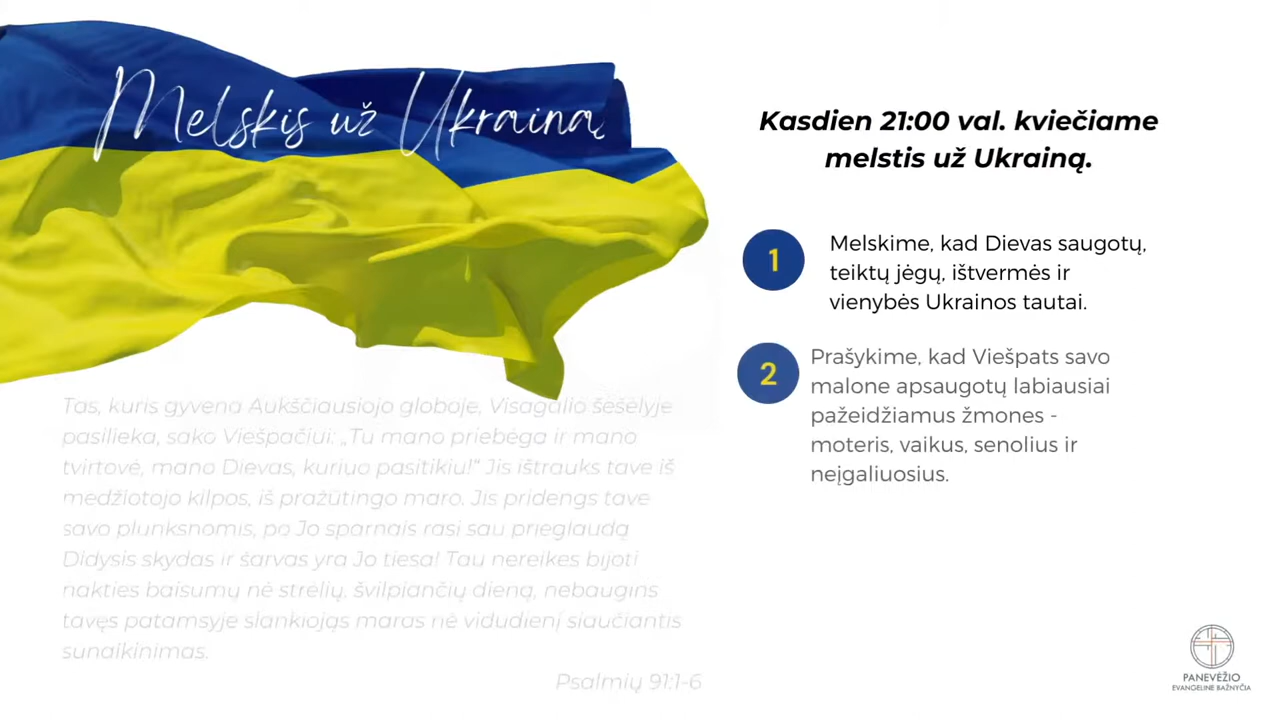 Melskis už Ukrainą
Tas, kuris gyvena Aukščiausiojo globoje, Visagalio šešėlyje
pasilieka, sako Viešpačiui: „Tu mano priebėga ir mano
tvirtovė, mano Dievas, kuriuo pasitikiu!“ Jis ištrauks tave iš
medžiotojo kilpos, iš pražūtingo maro. Jis pridengs tave
savo plunksnomis, po Jo sparnais rasi sau prieglaudą
Didysis skydas ir šarvas yra Jo tiesa! Tau nereikės bijoti
nakties baisumų nė strėlių, švilpiančių dieną, nebaugins
tavęs patamsyje slankiojąs maras nė vidudienį siaučiantis
sunaikinimas.
Psalmių 91:1-6
Kasdien 21:00 val. kviečiame
melstis už Ukrainą.
1
Melskime, kad Dievas saugotų,
teiktų jėgų, ištvermės ir
vienybės Ukrainos tautai.
2
Prašykime, kad Viešpats savo
malone apsaugotų labiausiai
pažeidžiamus žmones -
moteris, vaikus, senolius ir
neįgaliuosius.
PANEVĖŽIO
EVANGELINĖ BAŽNYČIA